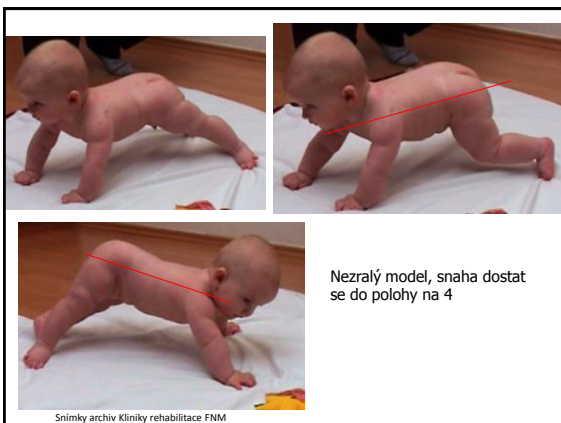 Nezralý model, snaha dostat
se do polohy na 4
Snímky archiv Kliniky rehabilitace FNM